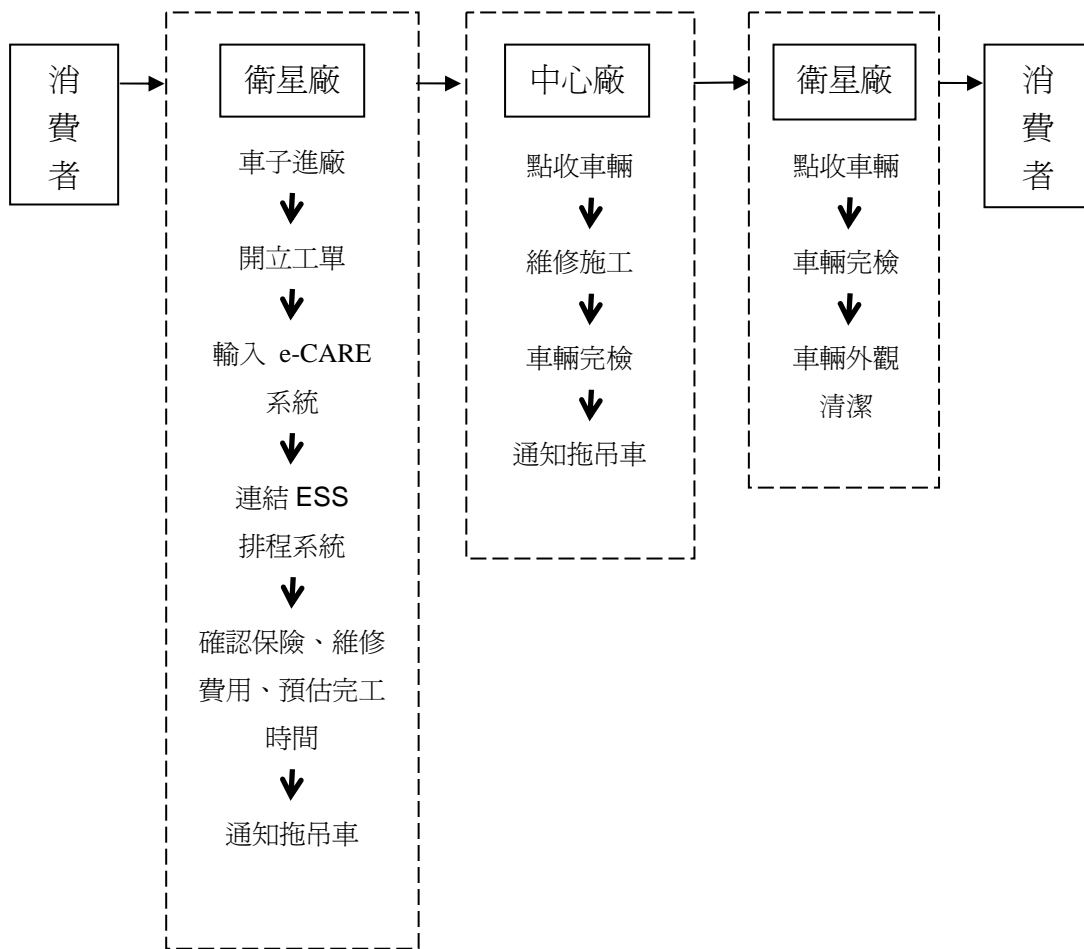 消
費
者
衛星廠
車子進廠
開立工單
輸入 e-CARE
系統
連結 ESS
排程系統
確認保險、維修
費用、預估完工
時間
通知拖吊車
中心廠
點收車輛
維修施工
車輛完檢
通知拖吊車
衛星廠
點收車輛
車輛完檢
車輛外觀
清潔
消
費
者